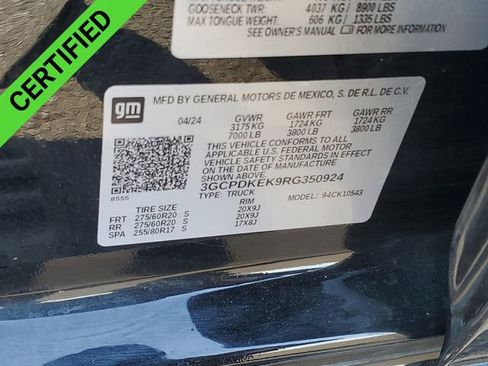 GOOSENECK TWR: 4037 KG/ 8900 LBS
MAX TONGUE WEIGHT: 606 KG / 1335 LBS
SEE OWNER'S MANUAL FOR MORE INFORMATION
CERTIFIED
gm
MFD BY GENERAL MOTORS DE MEXICO, S. DE R.L. DE C.V.
04/24 GVWR GAWR FRT GAWR RR
3175 KG 1724 KG 1724 KG
7000 LB 3800 LB 3800 LB
THIS VEHICLE CONFORMS TO ALL
APPLICABLE U.S. FEDERAL MOTOR
VEHICLE SAFETY STANDARDS IN EFFECT ON
THE DATE OF MANUFACTURE SHOWN ABOVE.
3GCPDKEK9RG350924
TYPE: TRUCK MODEL: 94CK10543
B555
TIRE SIZE RIM
FRT 275/60R20 S 20X9J
RR 275/60R20 S 20X9J
SPA 255/80R17 S 17X8J